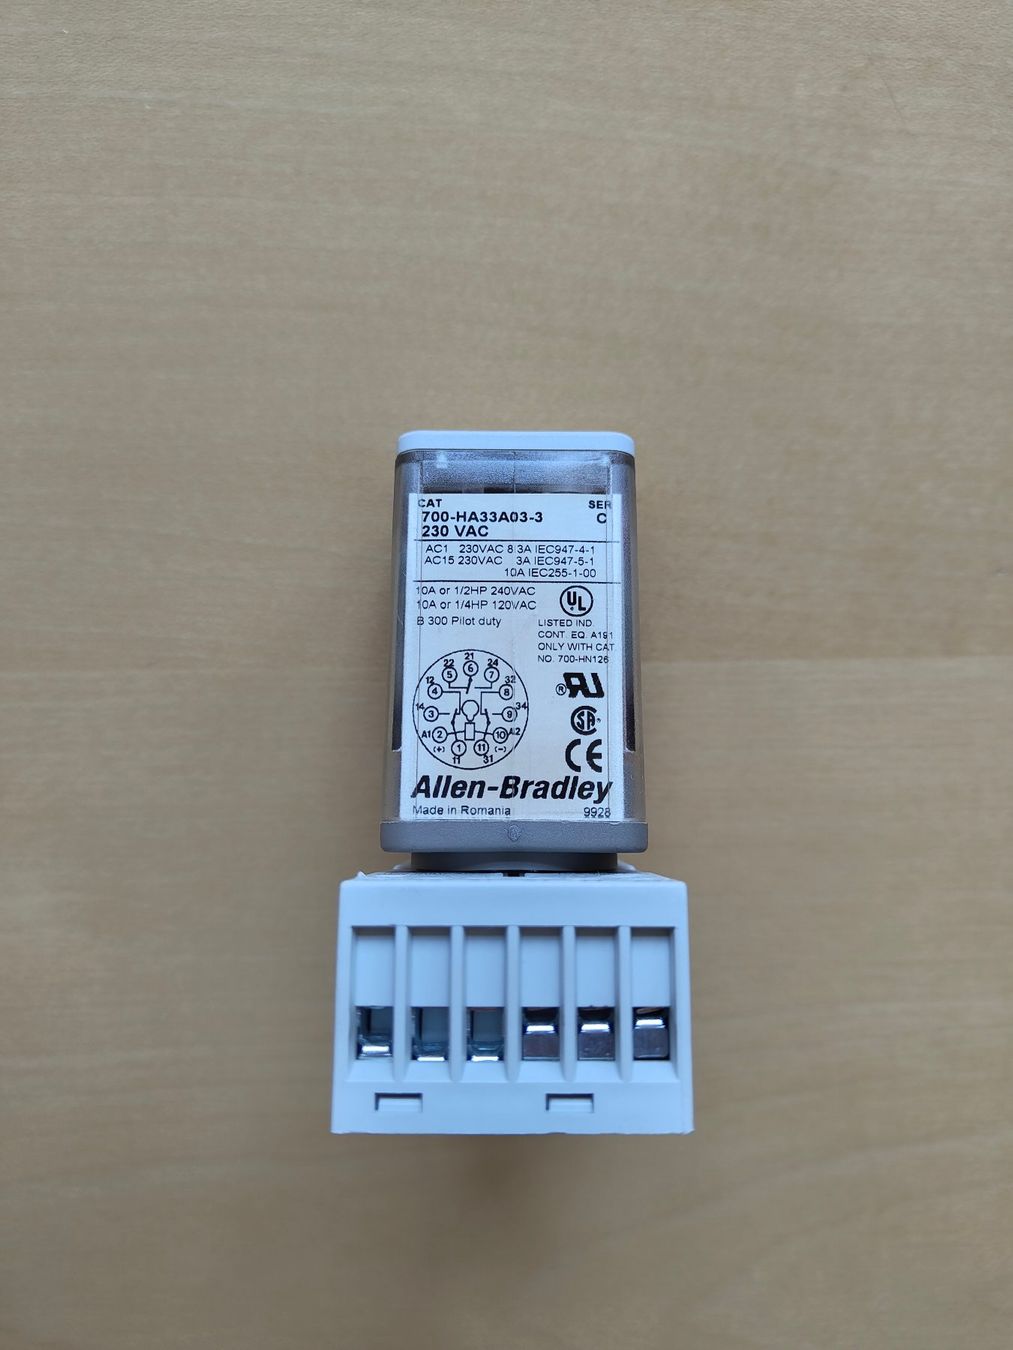 CAT SER
700-HA33A03-3 C
230 VAC
AC1 230VAC 8.3A IEC947-4-1
AC15 230VAC 3A IEC947-5-1
10A IEC255-1-00
10A or 1/2HP 240VAC
10A or 1/4HP 120VAC
B 300 Pilot duty
UL
LISTED IND.
CONT. EQ. A191
ONLY WITH CAT.
NO. 700-HN126
21
22 24
6
5 7
12 32
4 8
14 34
3 9
A1 2 10 A2
(+) 1 11 (-)
11 31
® RU
SA
CE
Allen-Bradley
Made in Romania 9928